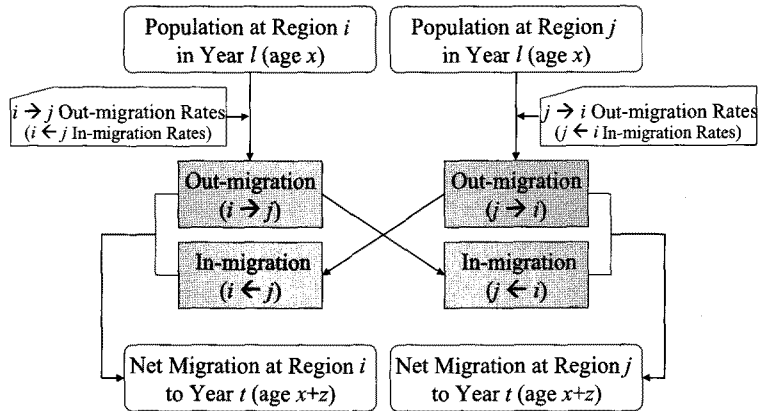 Population at Region i
in Year l (age x)
Population at Region j
in Year l (age x)
i → j Out-migration Rates
(i ← j In-migration Rates)
j → i Out-migration Rates
(j ← i In-migration Rates)
Out-migration
(i → j)
Out-migration
(j → i)
In-migration
(i ← j)
In-migration
(j ← i)
Net Migration at Region i
to Year t (age x+z)
Net Migration at Region j
to Year t (age x+z)